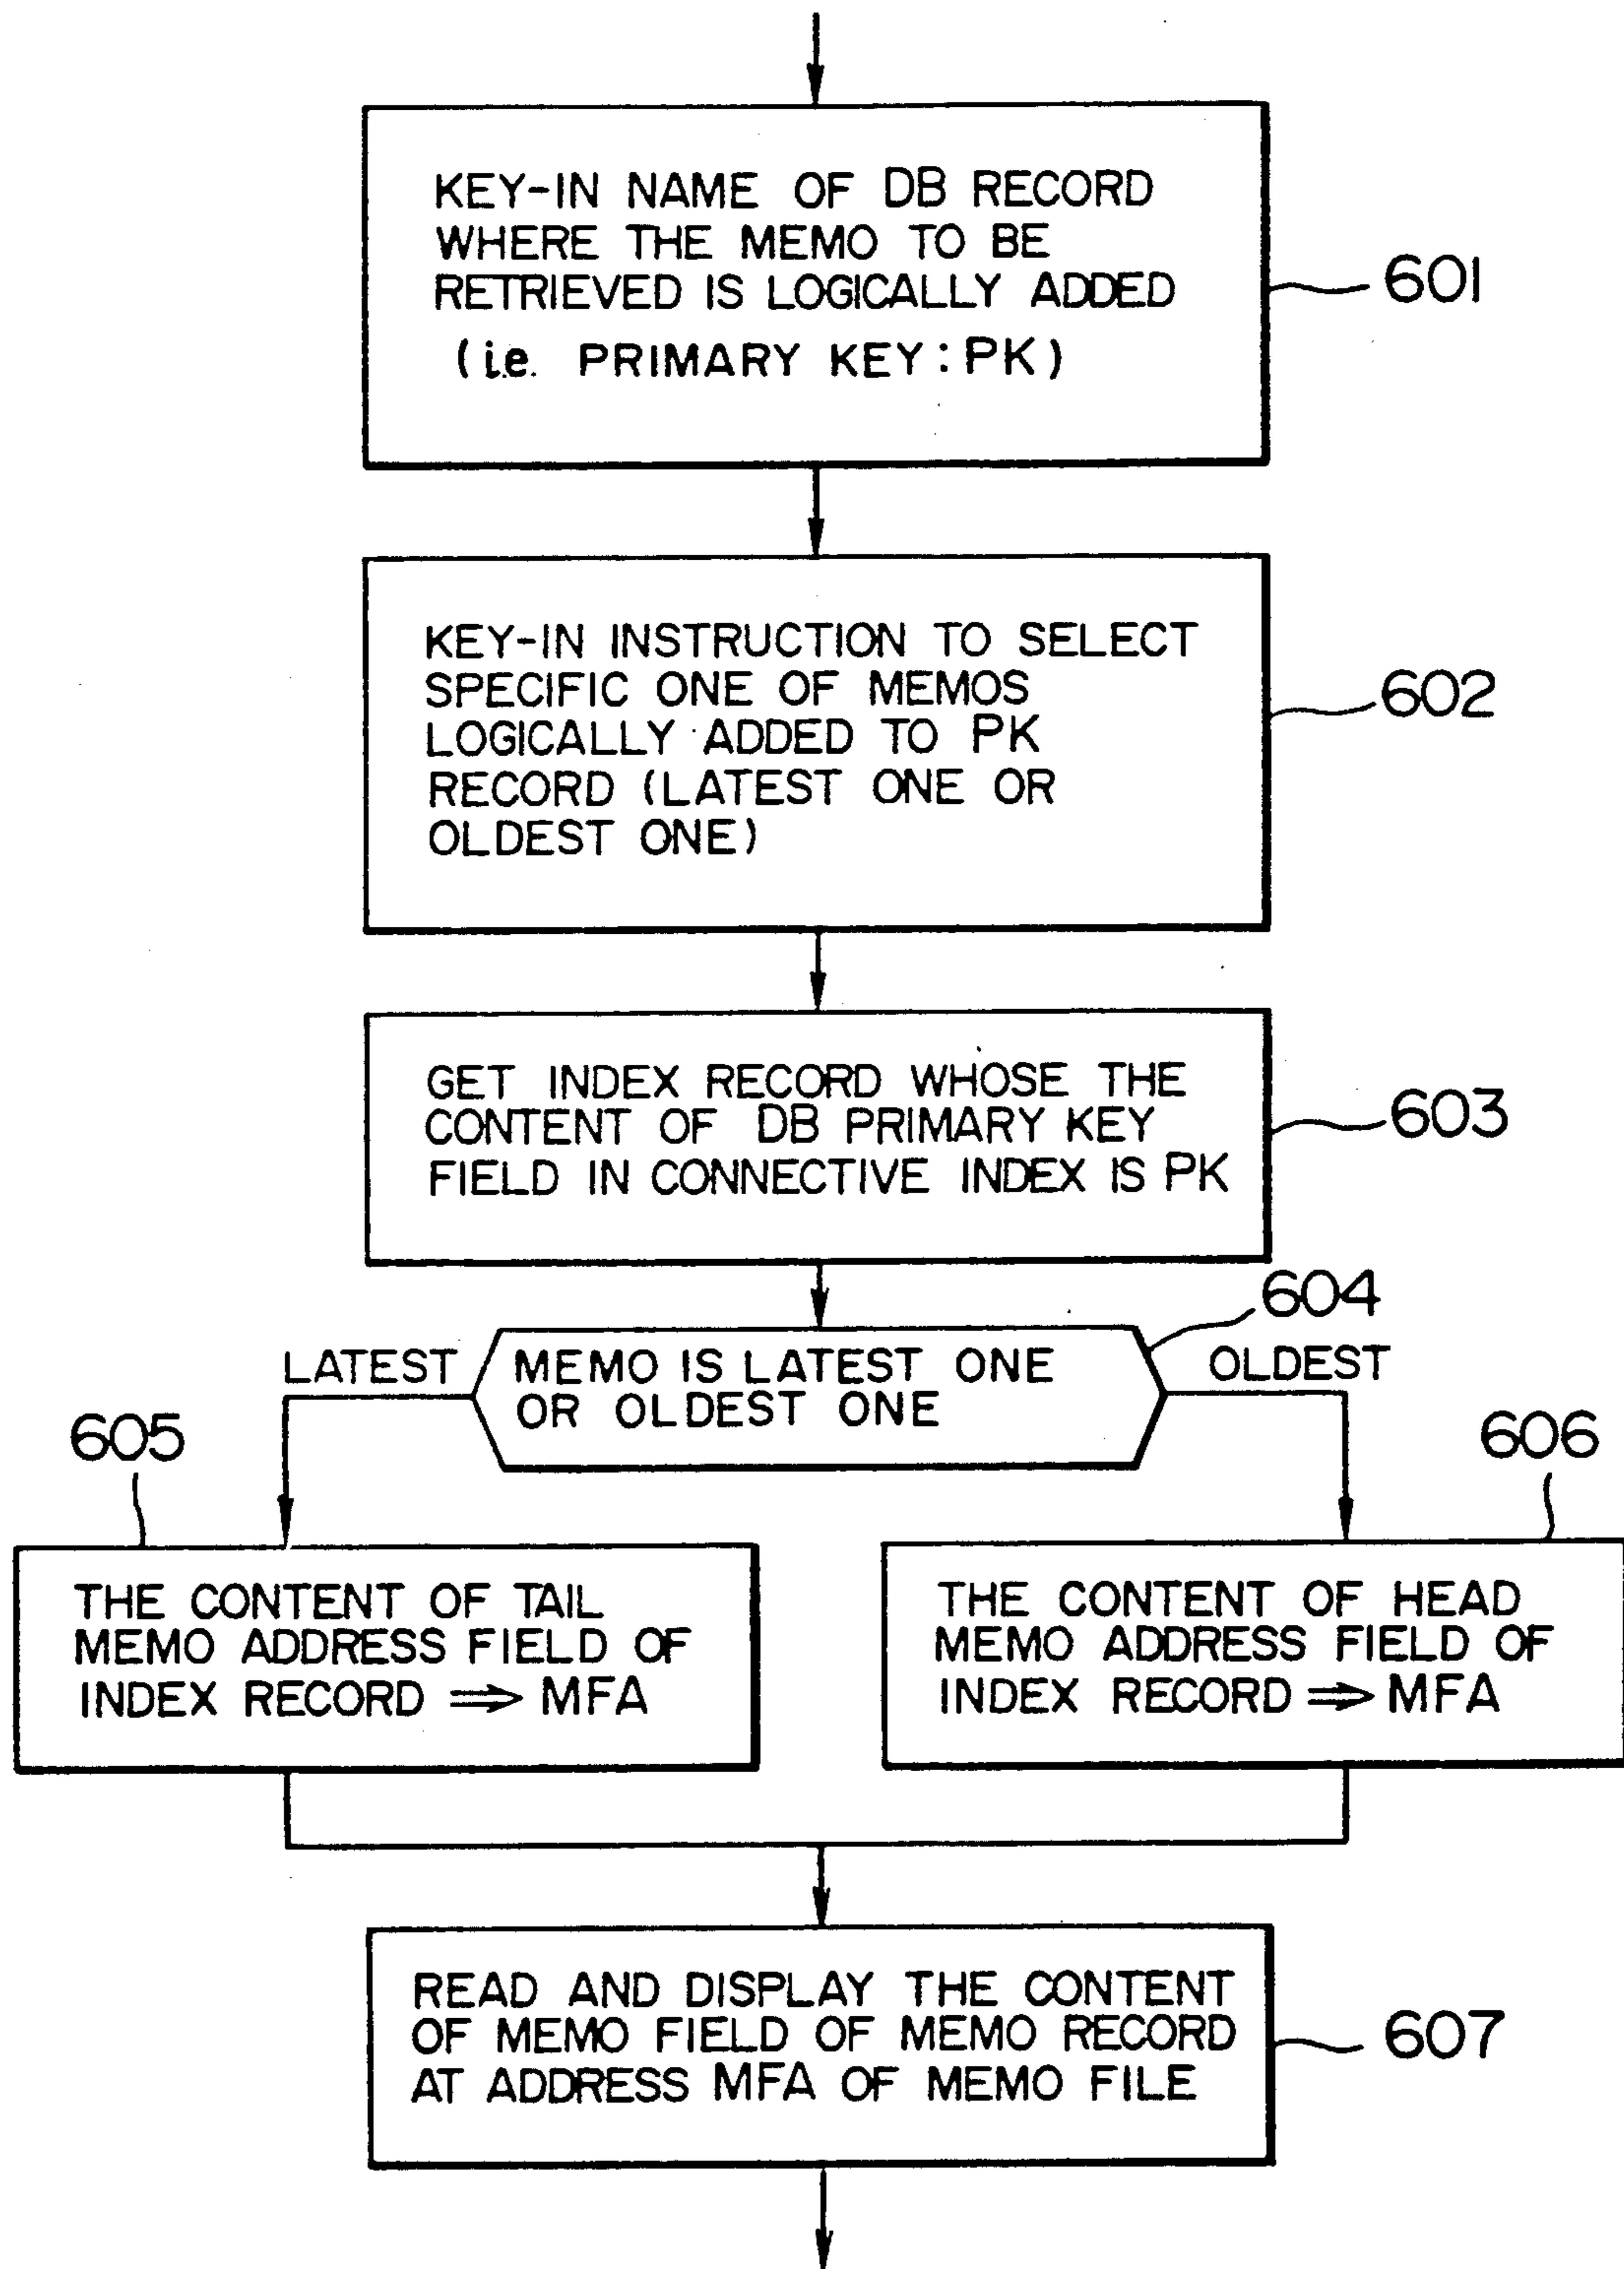 KEY-IN NAME OF DB RECORD
WHERE THE MEMO TO BE
RETRIEVED IS LOGICALLY ADDED
(i.e. PRIMARY KEY: PK)
601
KEY-IN INSTRUCTION TO SELECT
SPECIFIC ONE OF MEMOS
LOGICALLY ADDED TO PK
RECORD (LATEST ONE OR
OLDEST ONE)
602
GET INDEX RECORD WHOSE THE
CONTENT OF DB PRIMARY KEY
FIELD IN CONNECTIVE INDEX IS PK
603
604
LATEST
MEMO IS LATEST ONE
OR OLDEST ONE
OLDEST
605
606
THE CONTENT OF TAIL
MEMO ADDRESS FIELD OF
INDEX RECORD ⇒ MFA
THE CONTENT OF HEAD
MEMO ADDRESS FIELD OF
INDEX RECORD ⇒ MFA
READ AND DISPLAY THE CONTENT
OF MEMO FIELD OF MEMO RECORD
AT ADDRESS MFA OF MEMO FILE
607